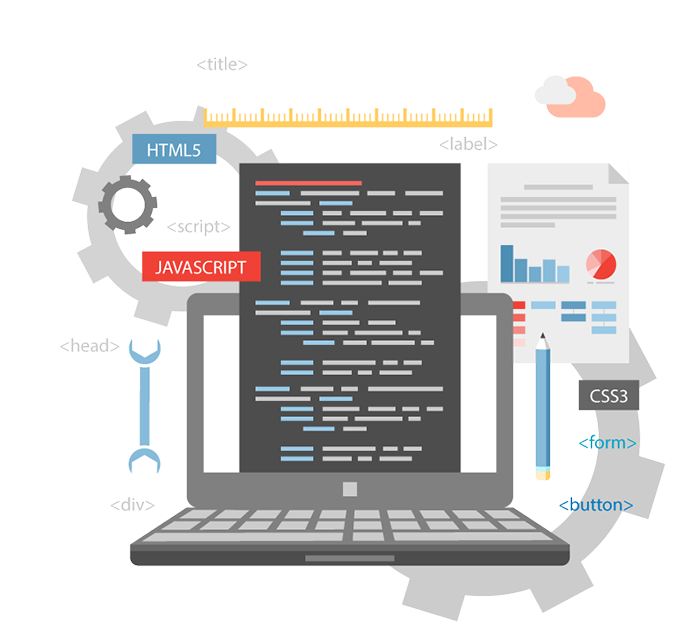 <title>
<label>
HTML5
<script>
JAVASCRIPT
<head>
CSS3
<form>
<div>
<button>